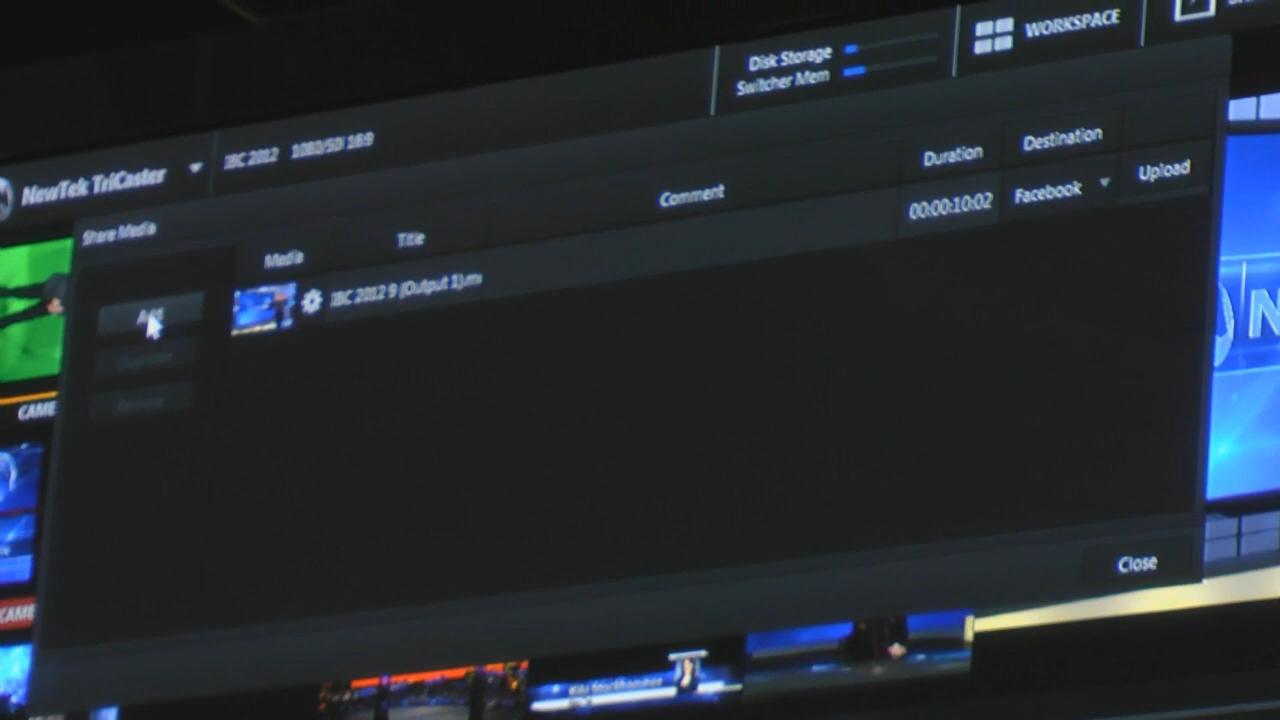 Disk Storage
Switcher Mem
WORKSPACE
NewTek TriCaster
IBC 2012 1080/50i 16:9
Share Media
Media
Title
Comment
Duration
Destination
Add
IBC 2012 9 (Output 1).m
00:00:10:02
Facebook
Upload
CAME
N
CAME
Close